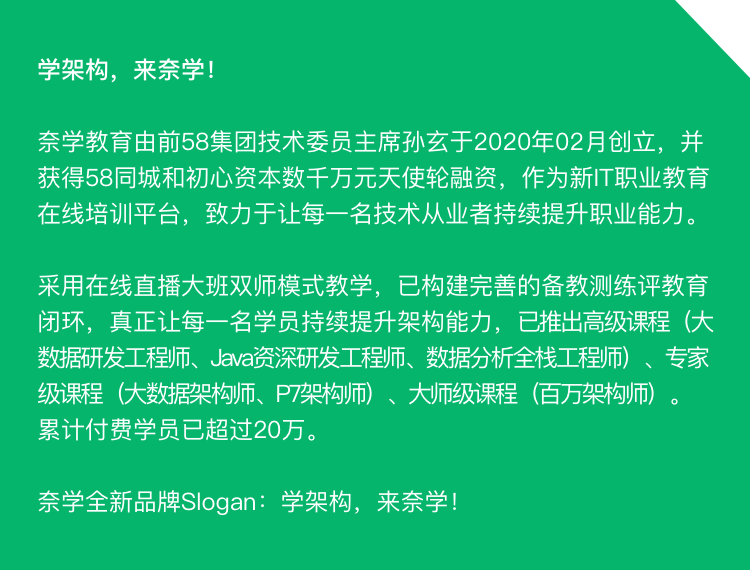 学架构，来奈学！
奈学教育由前58集团技术委员主席孙玄于2020年02月创立，并
获得58同城和初心资本数千万元天使轮融资，作为新IT职业教育
在线培训平台，致力于让每一名技术从业者持续提升职业能力。
采用在线直播大班双师模式教学，已构建完善的备教测练评教育
闭环，真正让每一名学员持续提升架构能力，已推出高级课程（大
数据研发工程师、Java资深研发工程师、数据分析全栈工程师）、专家
级课程（大数据架构师、P7架构师）、大师级课程（百万架构师）。
累计付费学员已超过20万。
奈学全新品牌Slogan：学架构，来奈学！